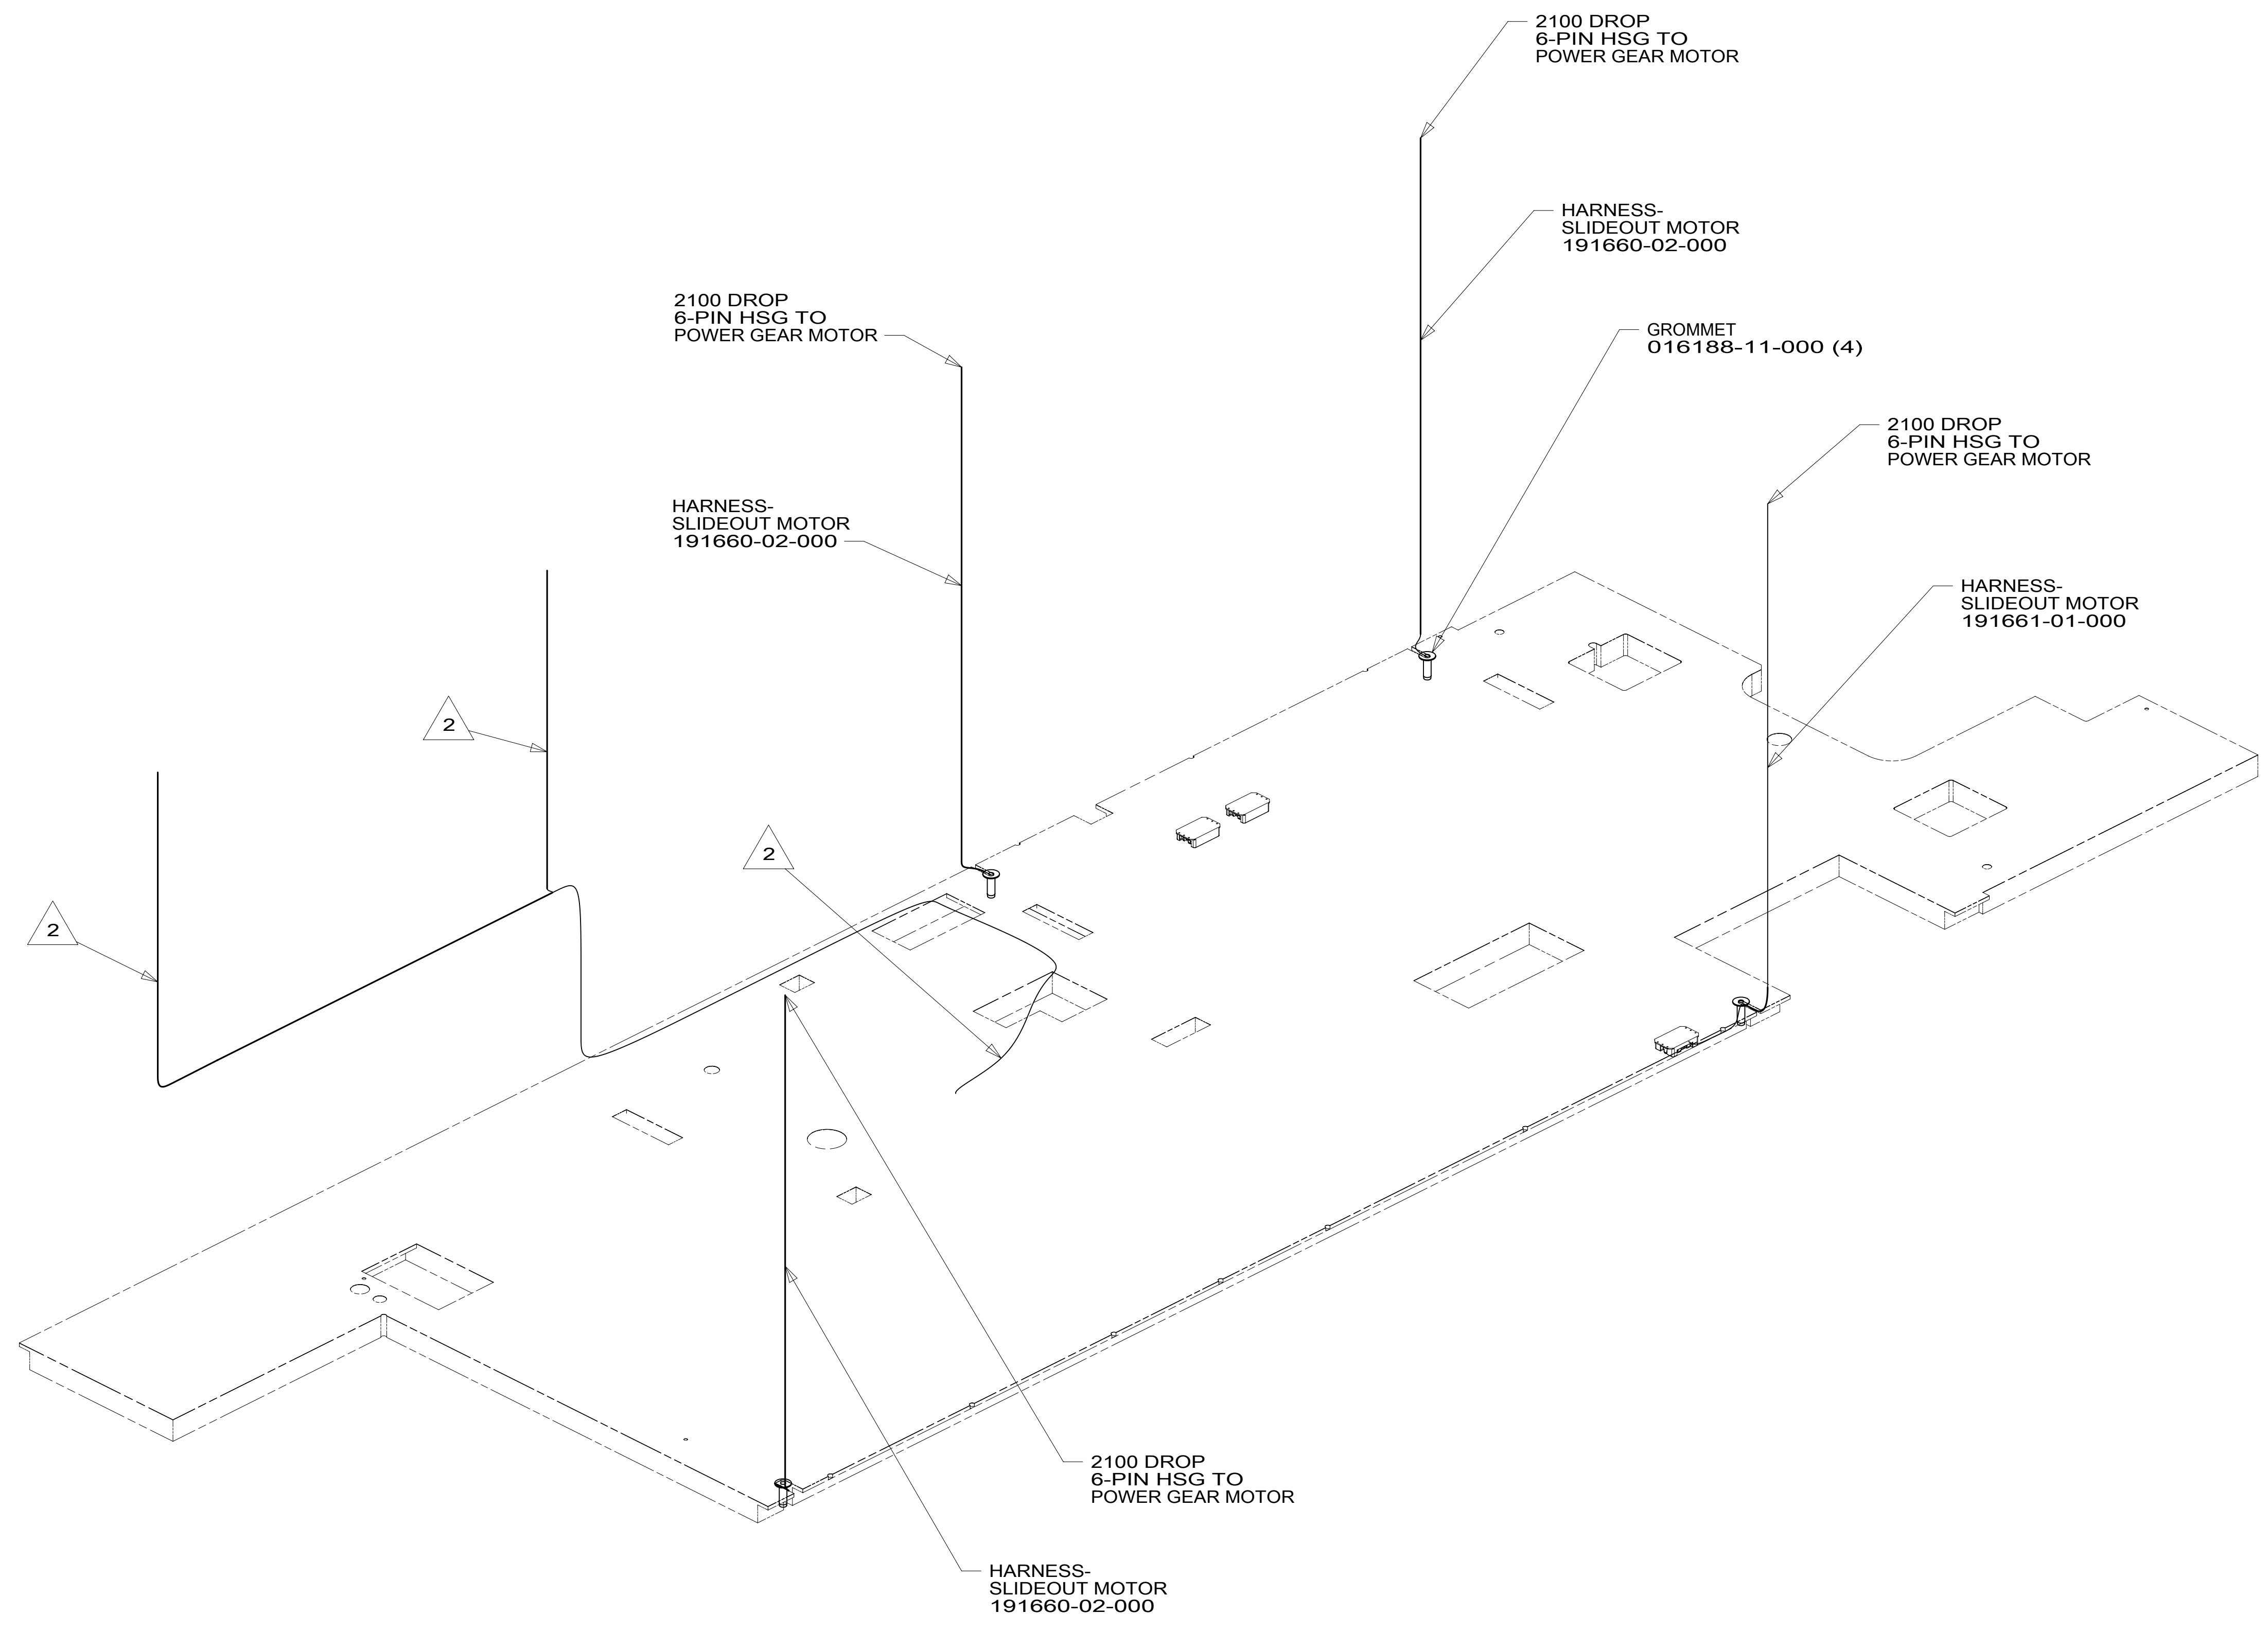 2100 DROP
6-PIN HSG TO
POWER GEAR MOTOR
HARNESS-
SLIDEOUT MOTOR
191660-02-000
2100 DROP
6-PIN HSG TO
POWER GEAR MOTOR
GROMMET
016188-11-000 (4)
2100 DROP
6-PIN HSG TO
POWER GEAR MOTOR
HARNESS-
SLIDEOUT MOTOR
191660-02-000
HARNESS-
SLIDEOUT MOTOR
191661-01-000
2
2
2
2100 DROP
6-PIN HSG TO
POWER GEAR MOTOR
HARNESS-
SLIDEOUT MOTOR
191660-02-000